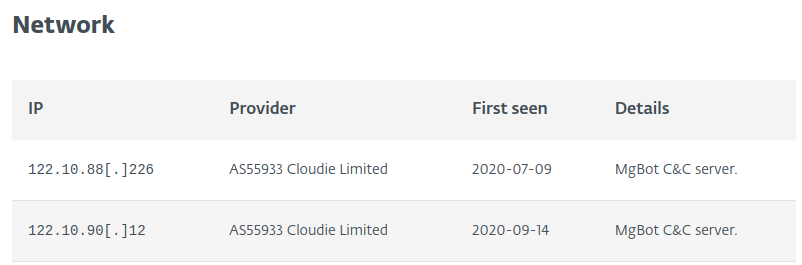 Network
IP Provider First seen Details
122.10.88[.]226 AS55933 Cloudie Limited 2020-07-09 MgBot C&C server.
122.10.90[.]12 AS55933 Cloudie Limited 2020-09-14 MgBot C&C server.